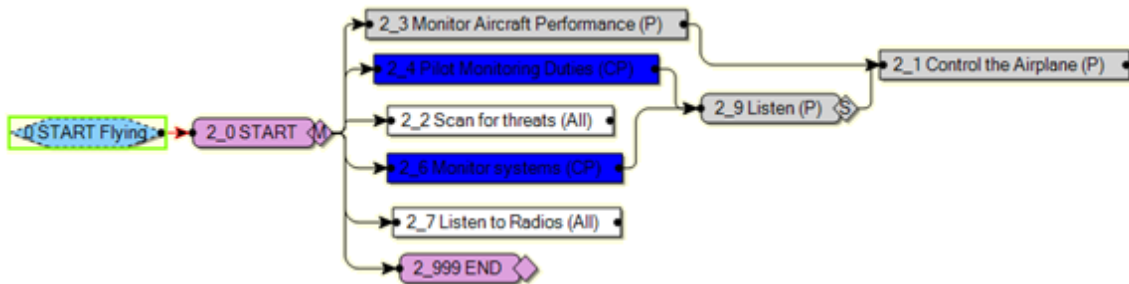 0 START Flying
2_0 START
M
2_3 Monitor Aircraft Performance (P)
2_4 Pilot Monitoring Duties (CP)
2_2 Scan for threats (All)
2_6 Monitor systems (CP)
2_7 Listen to Radios (All)
2_999 END
2_9 Listen (P)
S
2_1 Control the Airplane (P)